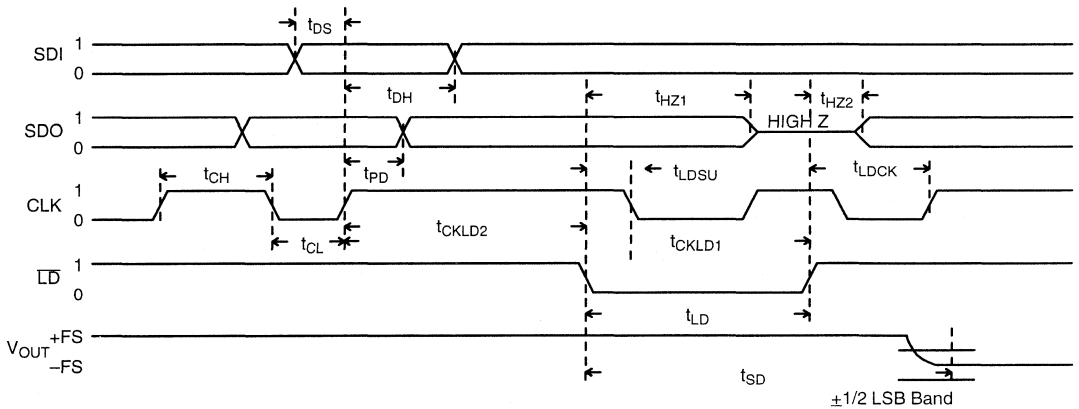 tDS
SDI 1
0
tDH
tHZ1
tHZ2
SDO 1
0
HIGH Z
tCH
tPD
tLDSU
tLDCK
CLK 1
0
tCL
tCKLD2
tCKLD1
LD 1
0
tLD
VOUT +FS
–FS
tSD
±1/2 LSB Band